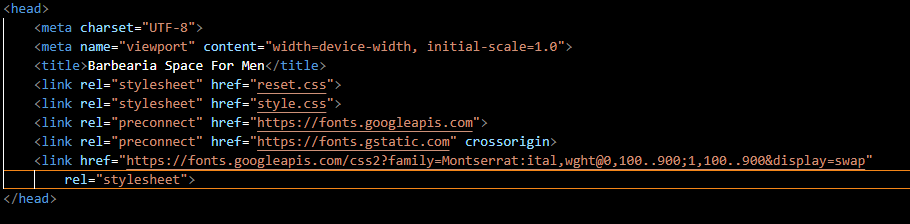 <head>
<meta charset="UTF-8">
<meta name="viewport" content="width=device-width, initial-scale=1.0">
<title>Barbearia Space For Men</title>
<link rel="stylesheet" href="reset.css">
<link rel="stylesheet" href="style.css">
<link rel="preconnect" href="https://fonts.googleapis.com">
<link rel="preconnect" href="https://fonts.gstatic.com" crossorigin>
<link href="https://fonts.googleapis.com/css2?family=Montserrat:ital,wght@0,100..900;1,100..900&display=swap"
rel="stylesheet">
</head>